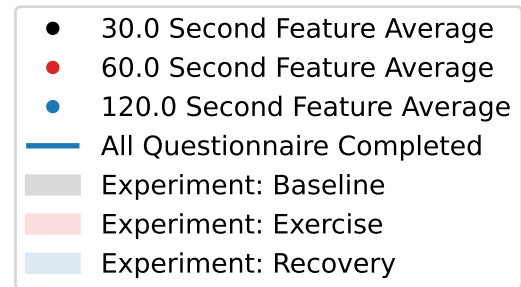 30.0 Second Feature Average
60.0 Second Feature Average
120.0 Second Feature Average
All Questionnaire Completed
Experiment: Baseline
Experiment: Exercise
Experiment: Recovery